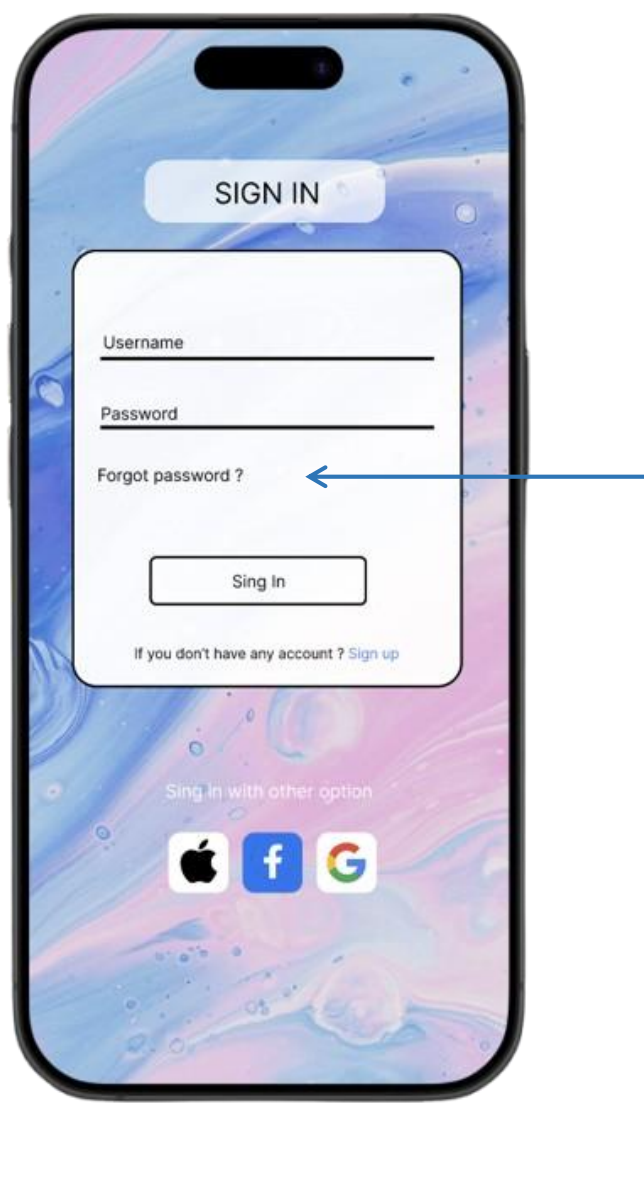 SIGN IN
Username
Password
Forgot password ?
Sing In
If you don't have any account ? Sign up
Sing in with other option